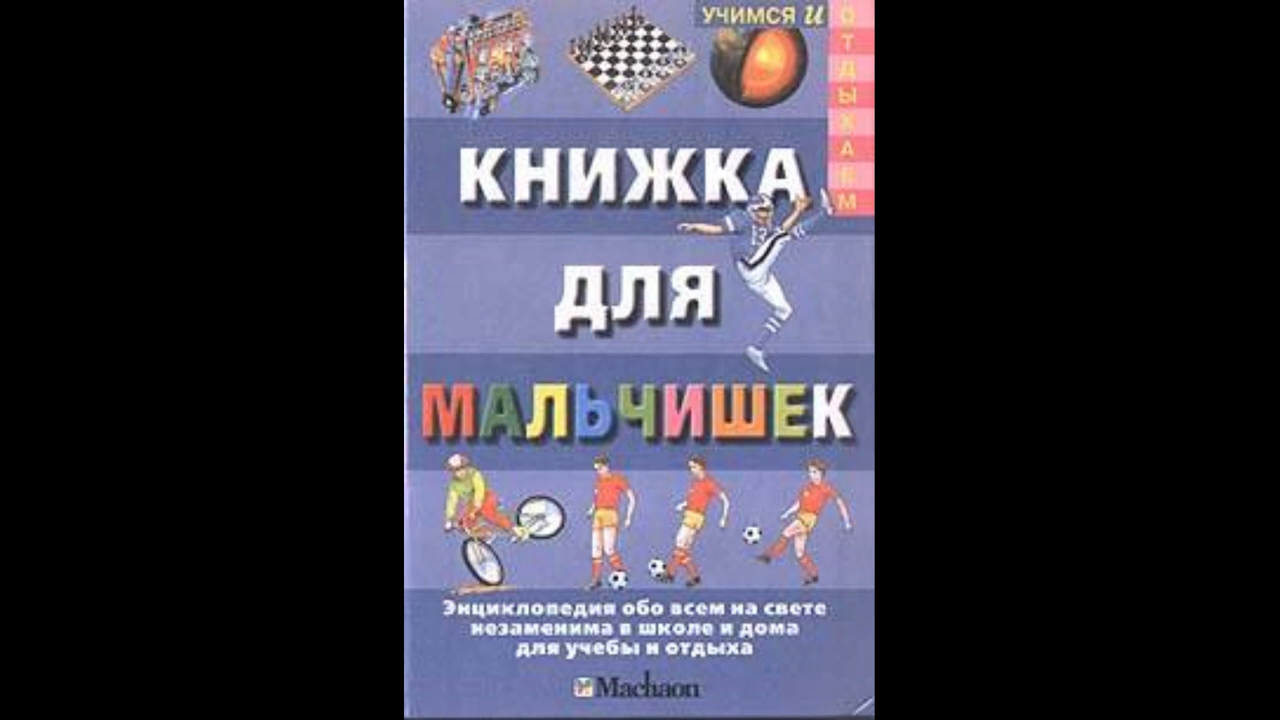 УЧИМСЯ И
ОТДЫХАЕМ
КНИЖКА
ДЛЯ
МАЛЬЧИШЕК
Энциклопедия обо всем на свете
незаменима в школе и дома
для учебы и отдыха
Machaon